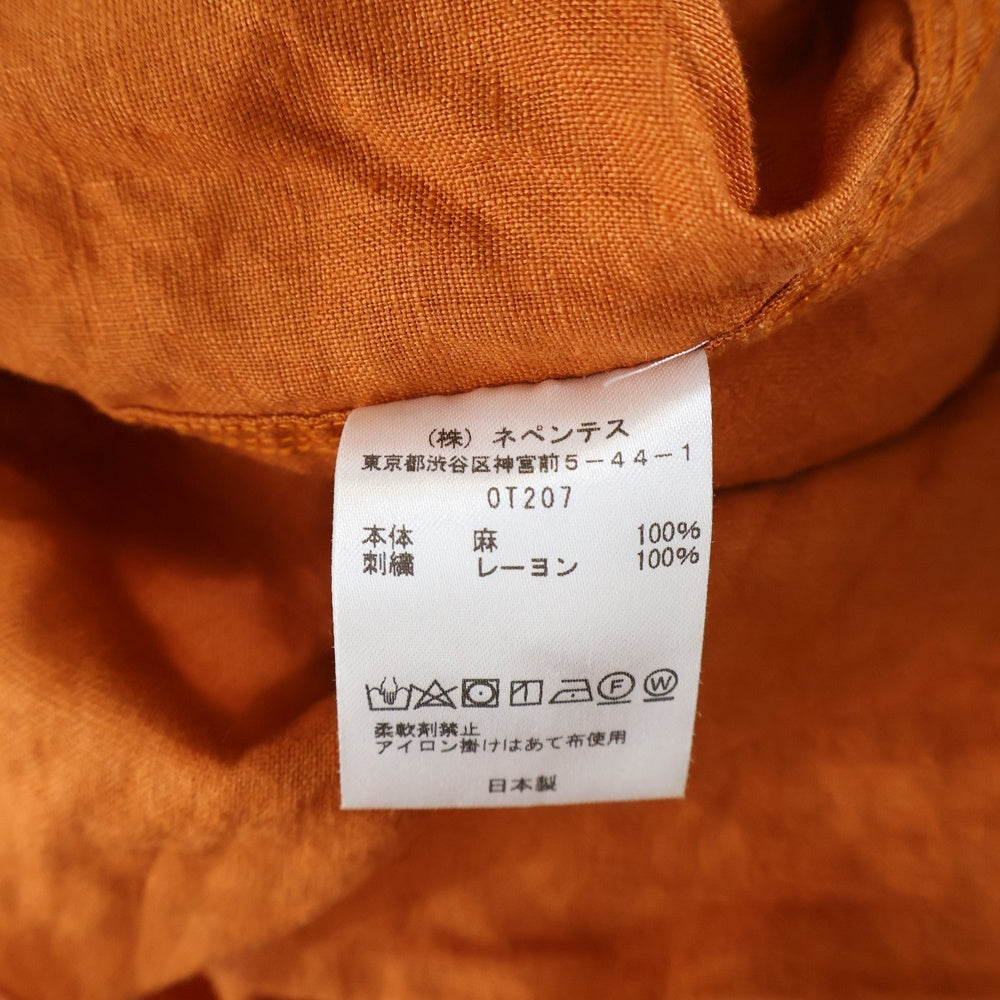 （株）ネペンテス
東京都渋谷区神宮前5－44－1
OT207
本体 麻 100%
刺繍 レーヨン 100%
F W
柔軟剤禁止
アイロン掛けはあて布使用
日本製